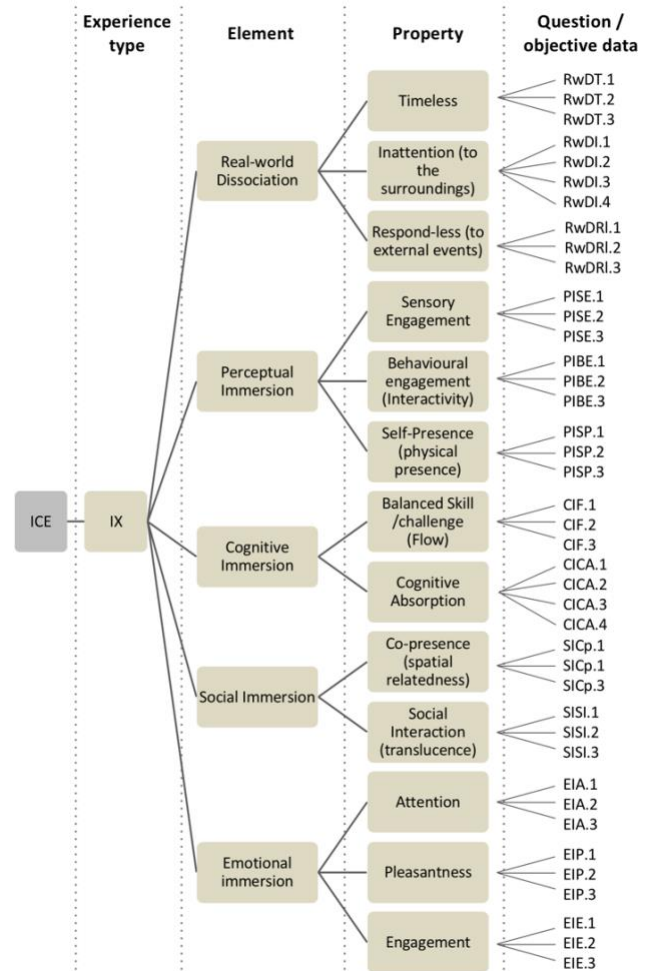 Experience type
Element
Property
Question / objective data
ICE
IX
Real-world
Dissociation
Timeless
RwDT.1
RwDT.2
RwDT.3
Inattention (to
the
surroundings)
RwDI.1
RwDI.2
RwDI.3
RwDI.4
Respond-less (to
external events)
RwDRl.1
RwDRl.2
RwDRl.3
Perceptual
Immersion
Sensory
Engagement
PISE.1
PISE.2
PISE.3
Behavioural
engagement
(Interactivity)
PIBE.1
PIBE.2
PIBE.3
Self-Presence
(physical
presence)
PISP.1
PISP.2
PISP.3
Cognitive
Immersion
Balanced Skill
/challenge
(Flow)
CIF.1
CIF.2
CIF.3
Cognitive
Absorption
CICA.1
CICA.2
CICA.3
CICA.4
Social Immersion
Co-presence
(spatial
relatedness)
SICp.1
SICp.1
SICp.3
Social
Interaction
(translucence)
SISI.1
SISI.2
SISI.3
Emotional
immersion
Attention
EIA.1
EIA.2
EIA.3
Pleasantness
EIP.1
EIP.2
EIP.3
Engagement
EIE.1
EIE.2
EIE.3